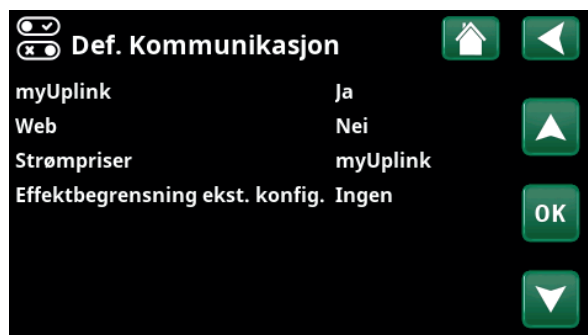 Def. Kommunikasjon
myUplink Ja
Web Nei
Strømpriser myUplink
Effektbegrensning ekst. konfig. Ingen
OK